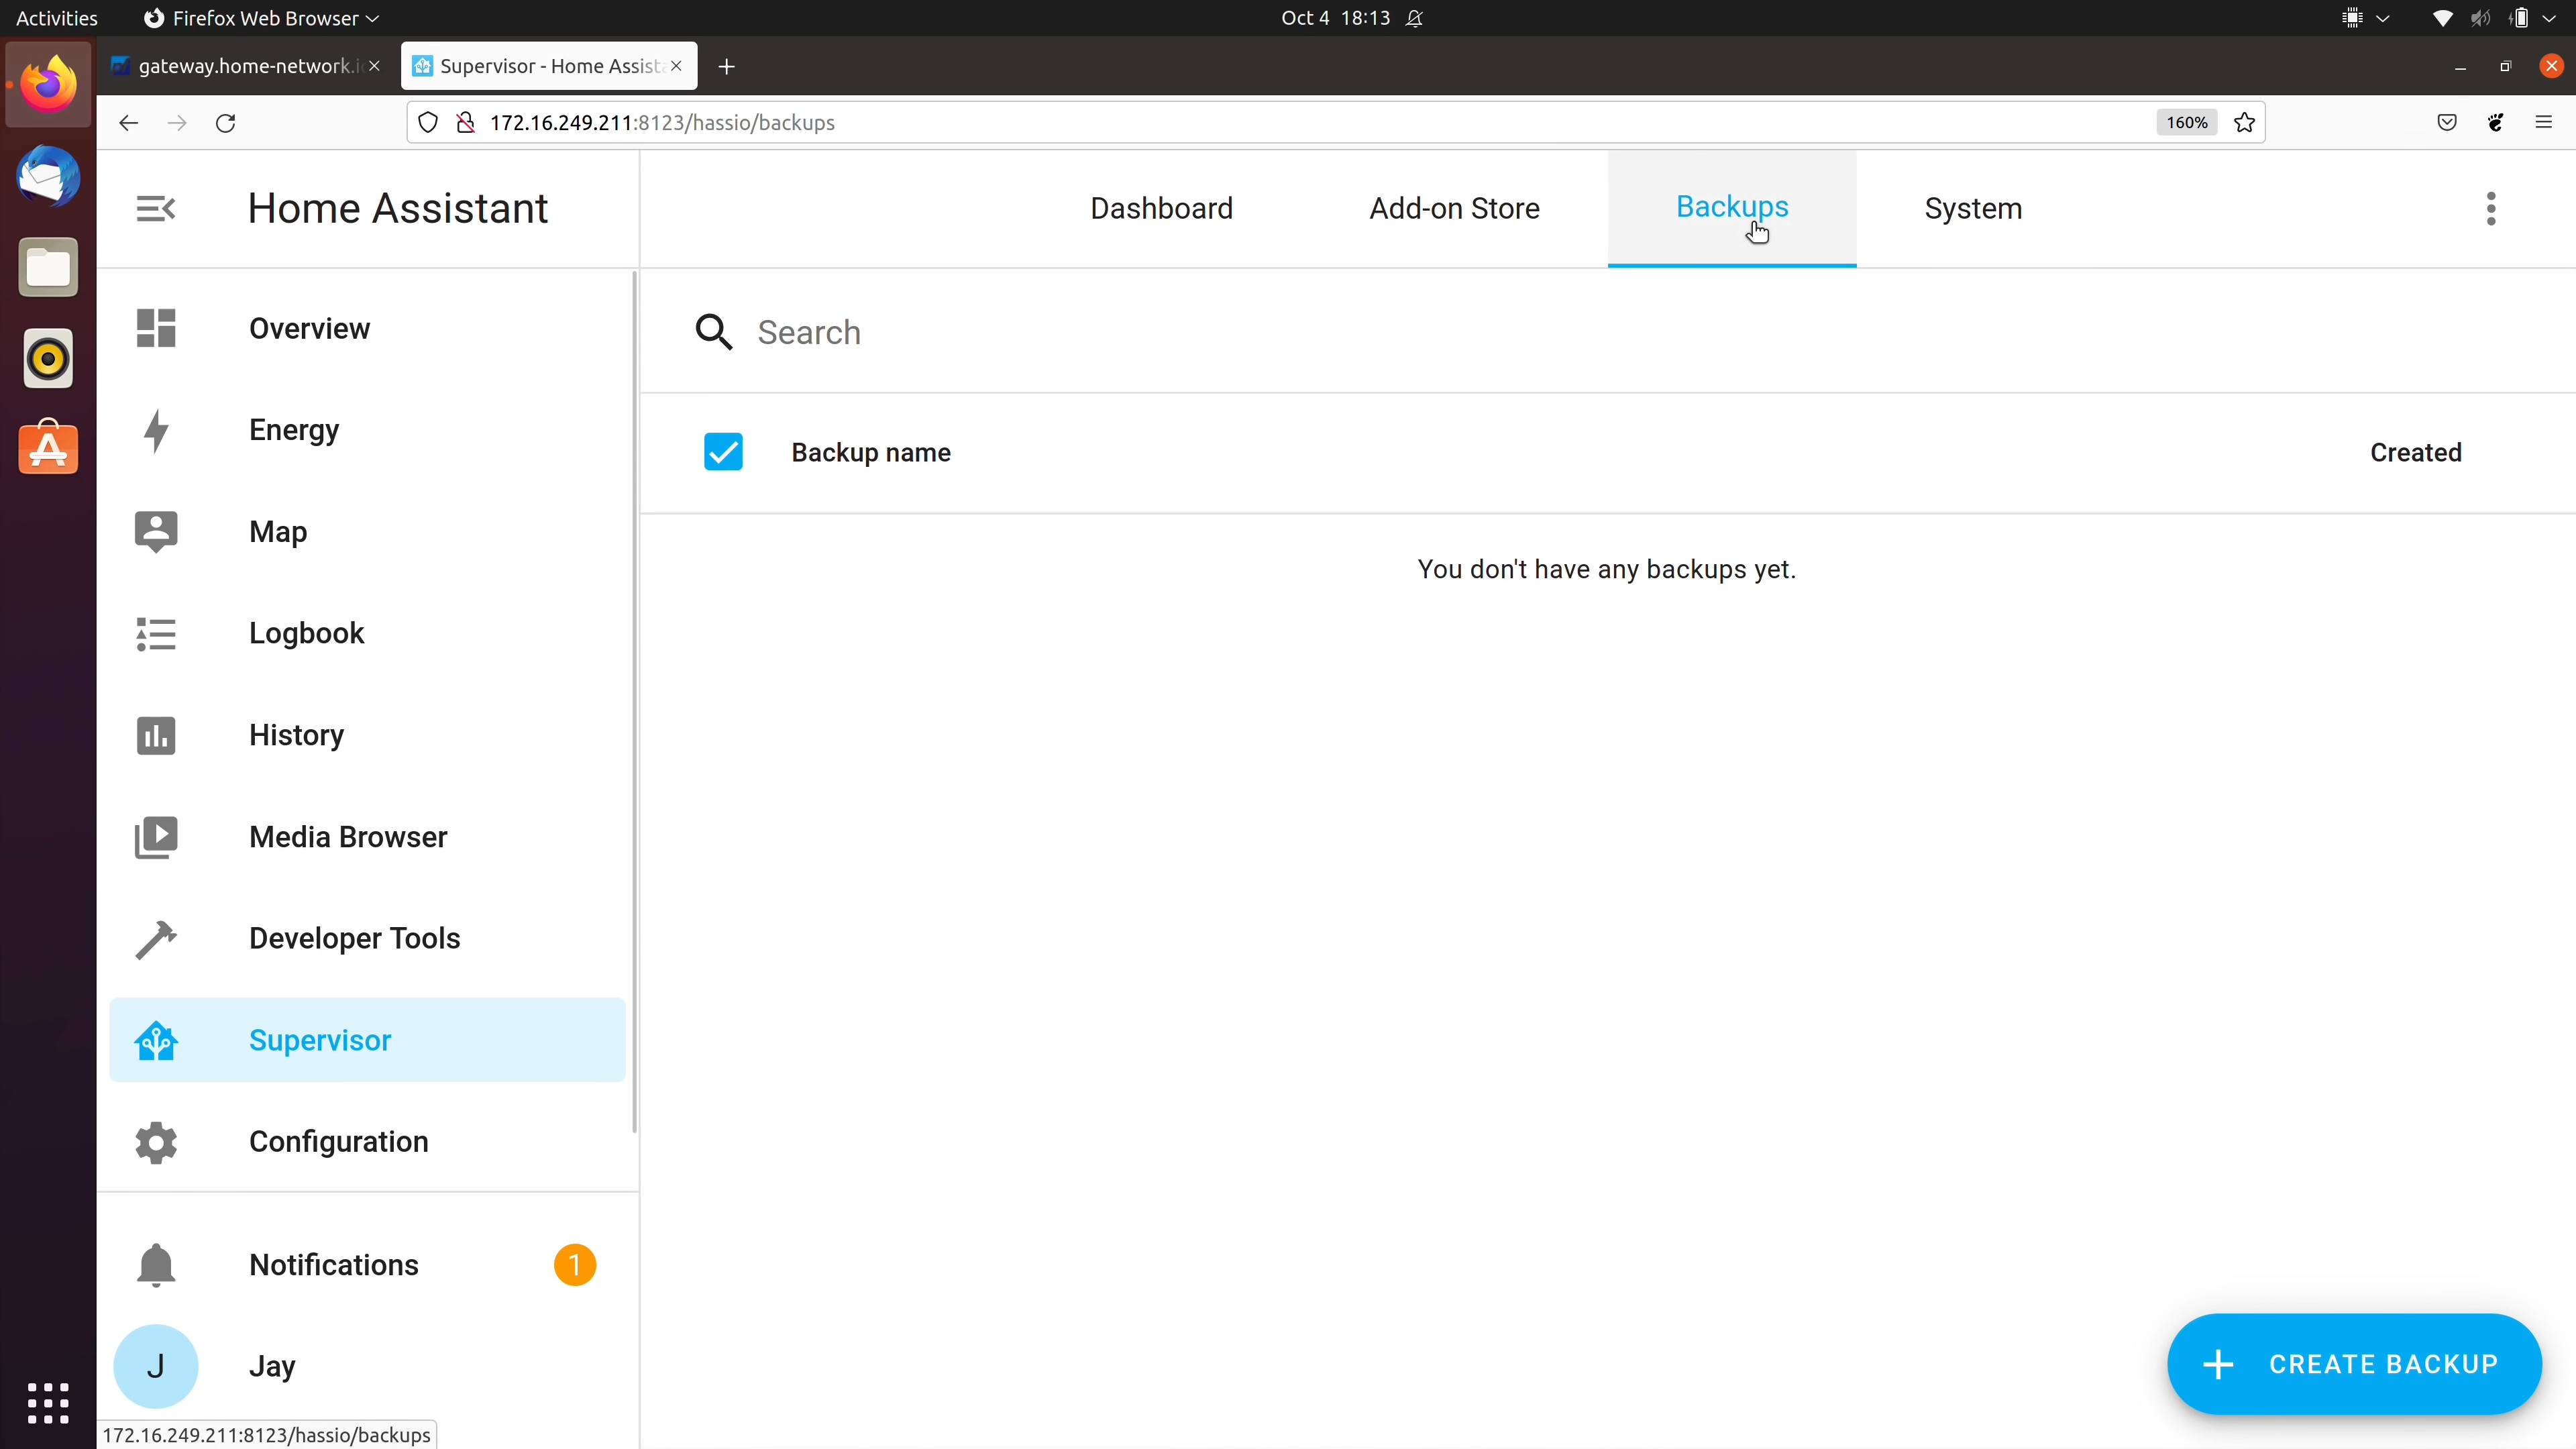 Activities
Firefox Web Browser
Oct 4 18:13
gateway.home-network.i
Supervisor - Home Assist
172.16.249.211:8123/hassio/backups
160%
Home Assistant
Dashboard
Add-on Store
Backups
System
Overview
Energy
Map
Logbook
History
Media Browser
Developer Tools
Supervisor
Configuration
Notifications
1
J
Jay
Search
Backup name
Created
You don't have any backups yet.
CREATE BACKUP
172.16.249.211:8123/hassio/backups